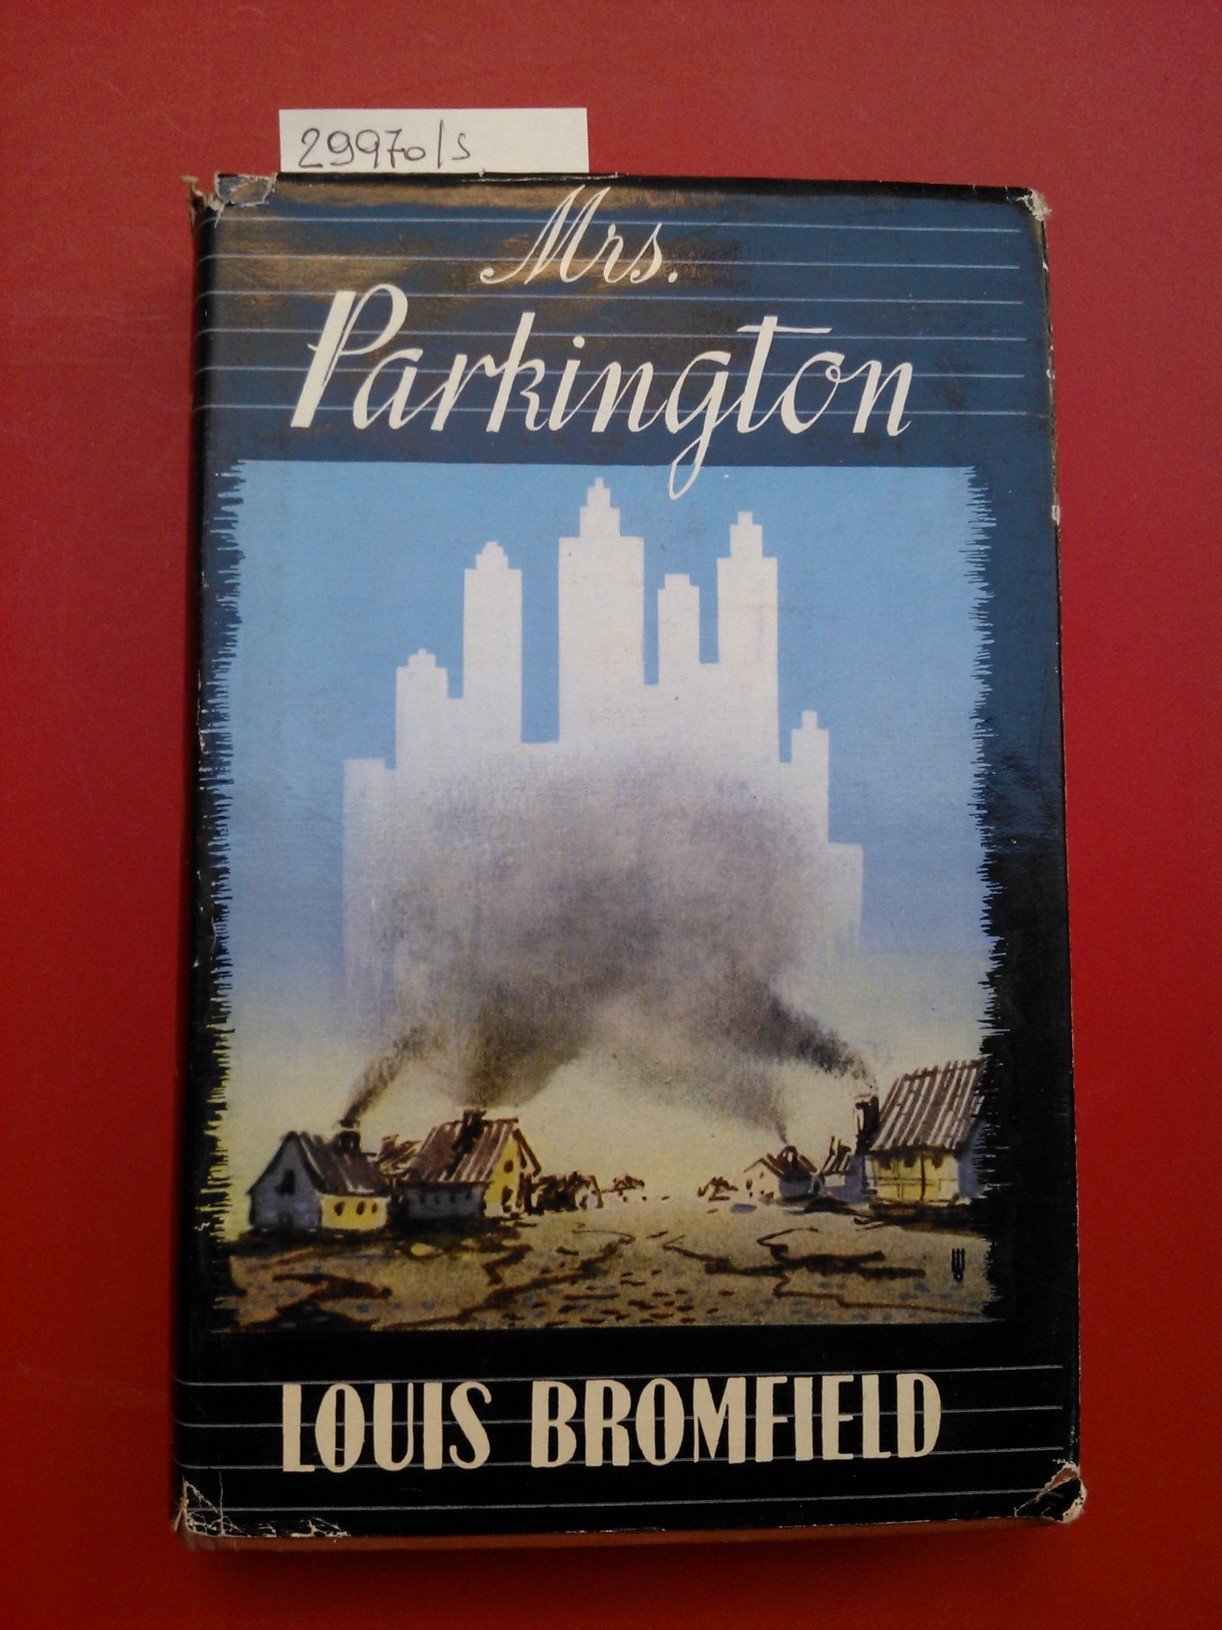 29970/s
Mrs.
Parkington
LOUIS BROMFIELD